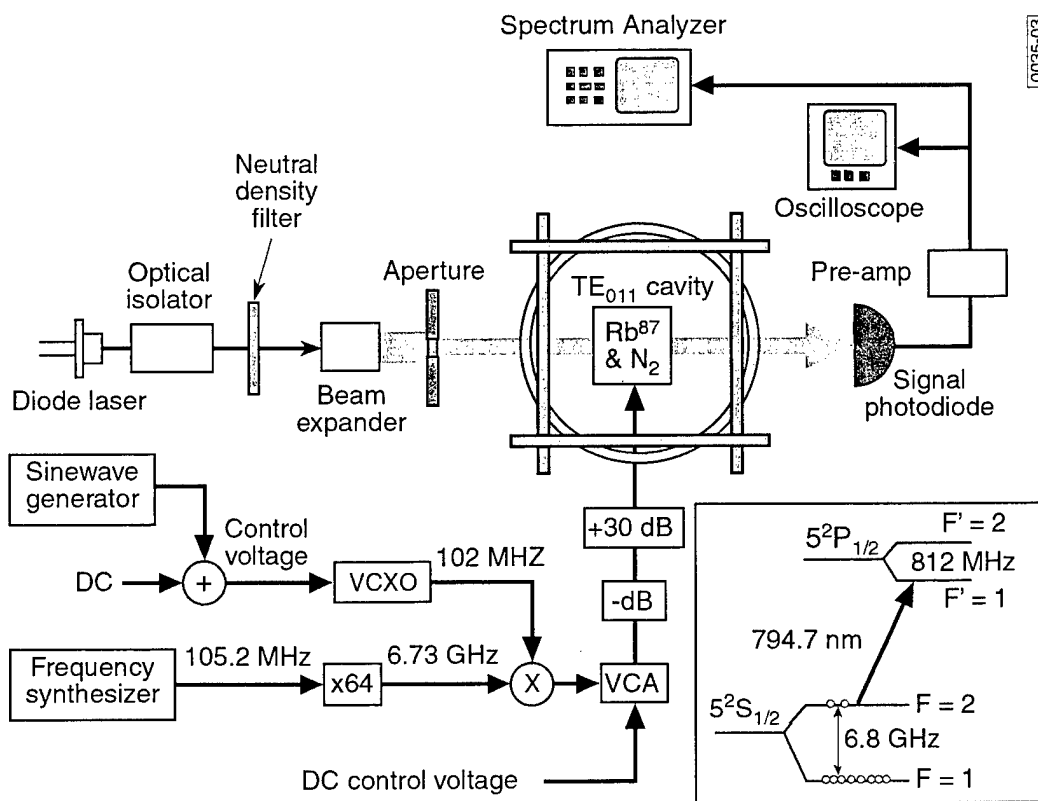 Spectrum Analyzer
0035-03
Neutral
density
filter
Oscilloscope
Optical
isolator
Aperture
TE011 cavity
Pre-amp
Rb87
& N2
Diode laser
Beam
expander
Signal
photodiode
Sinewave
generator
Control
voltage
+30 dB
102 MHZ
DC
+
VCXO
-dB
Frequency
synthesizer
105.2 MHz
x64
6.73 GHz
X
VCA
DC control voltage
F' = 2
5²P1/2
812 MHz
F' = 1
794.7 nm
5²S1/2
F = 2
6.8 GHz
F = 1